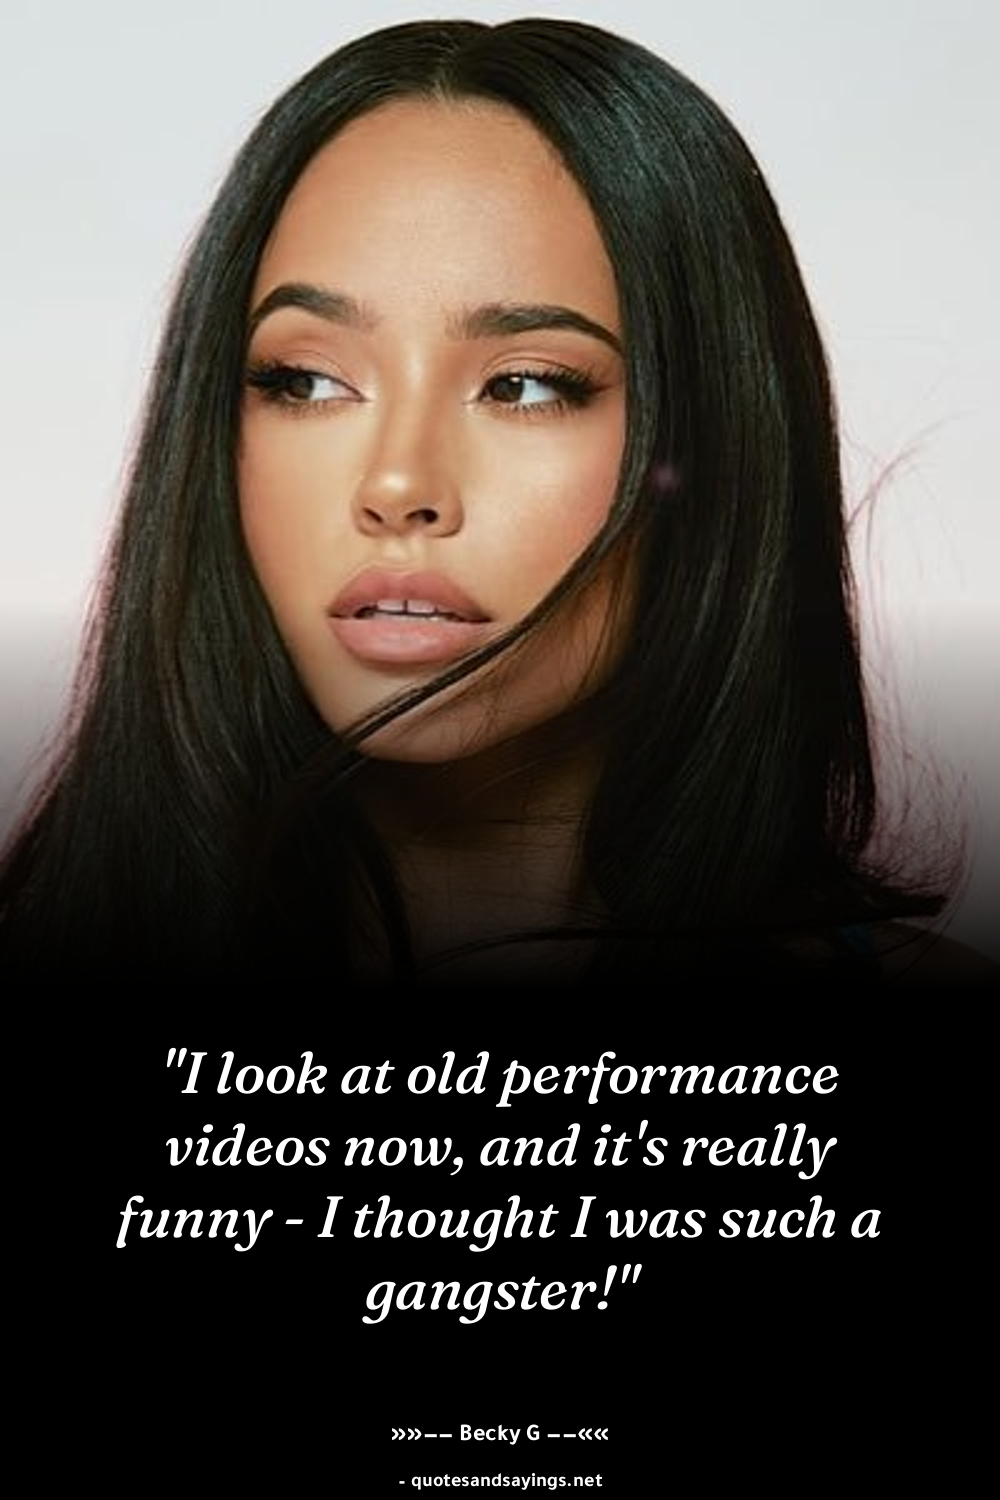 "I look at old performance
videos now, and it's really
funny - I thought I was such a
gangster!"
»»−− Becky G −−««
- quotesandsayings.net